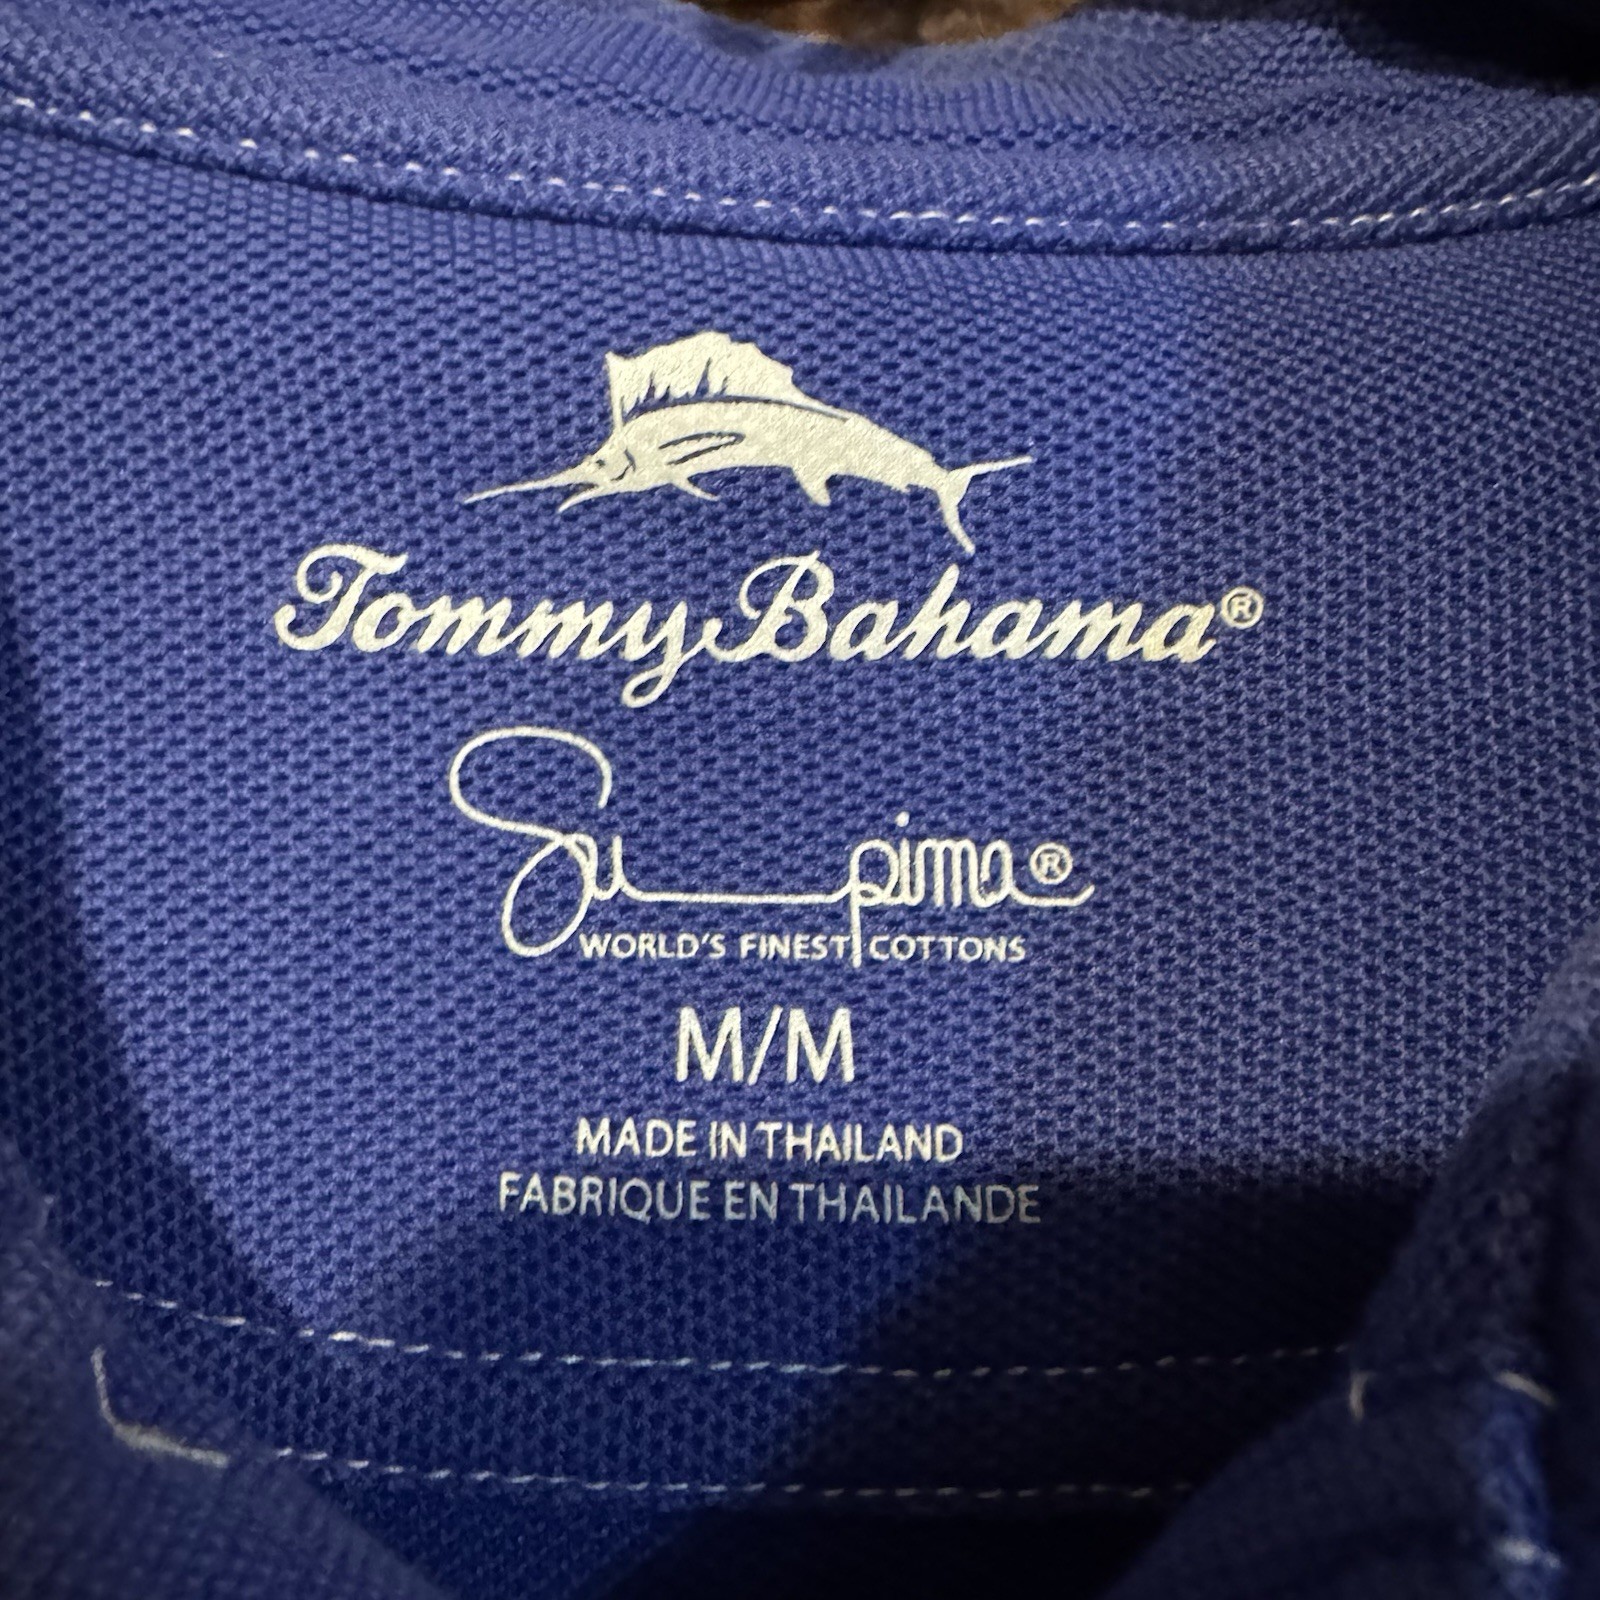 Tommy Bahama®
Supima®
WORLD'S FINEST COTTONS
M/M
MADE IN THAILAND
FABRIQUE EN THAILANDE